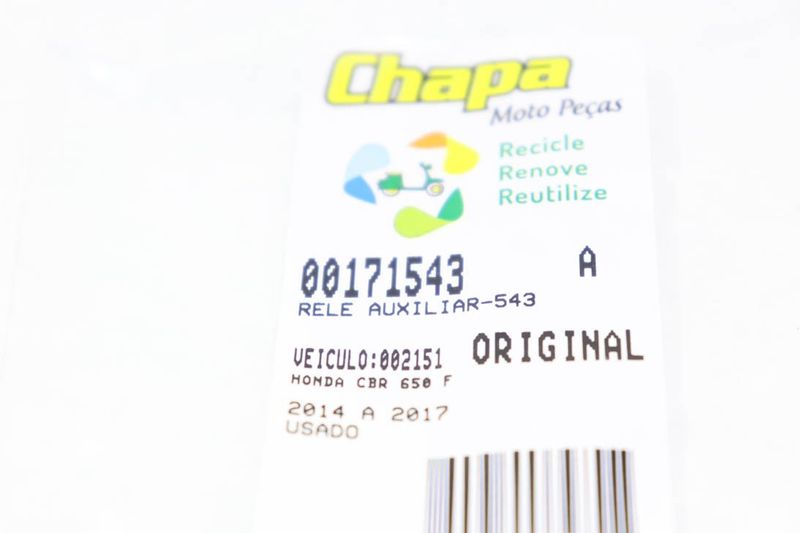 Chapa
Moto Peças
Recicle
Renove
Reutilize
00171543 A
RELE AUXILIAR-543
VEICULO:002151 ORIGINAL
HONDA CBR 650 F
2014 A 2017
USADO